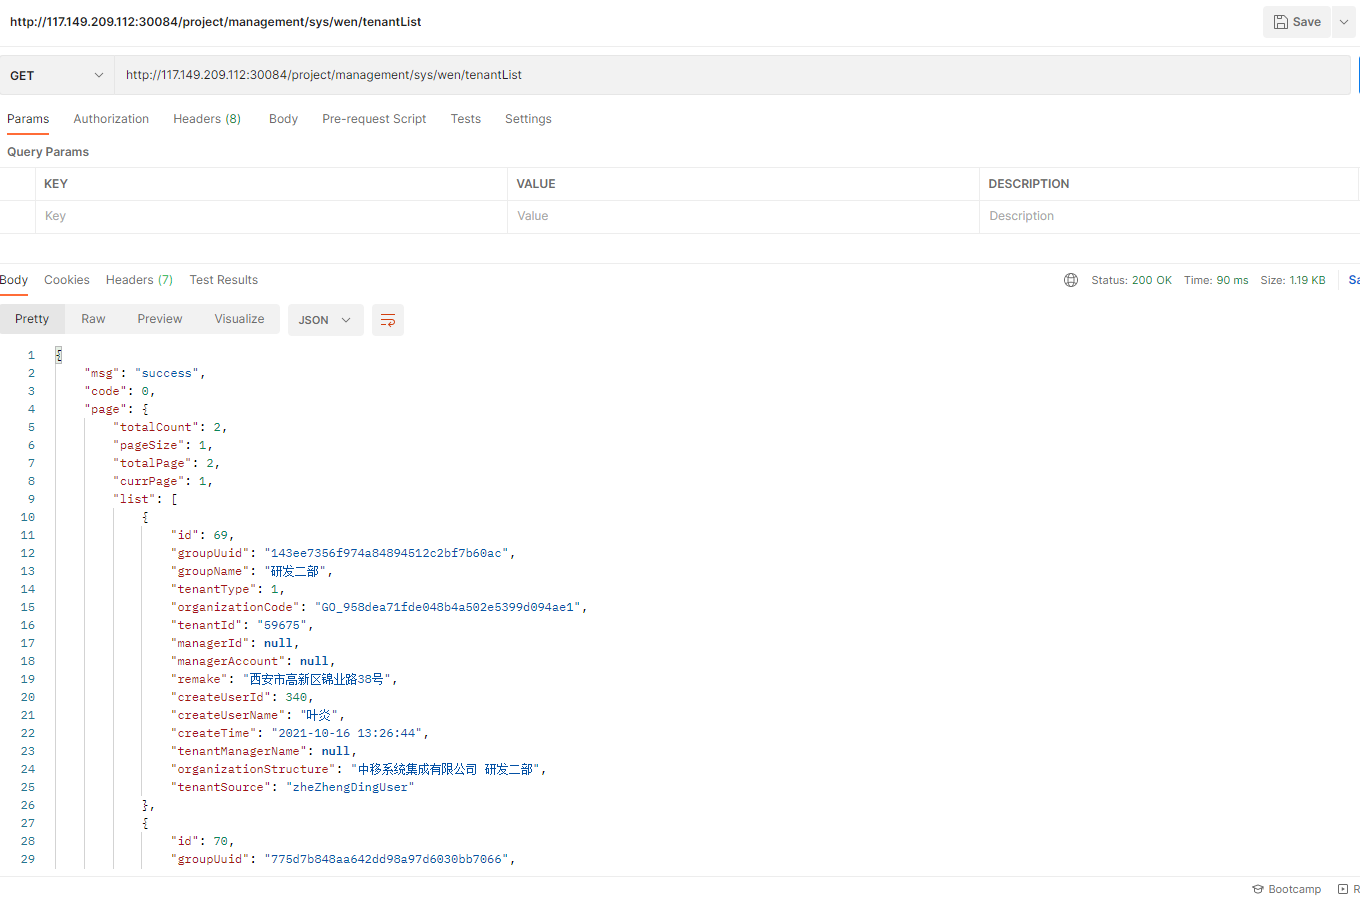 http://117.149.209.112:30084/project/management/sys/wen/tenantList
Save
GET
http://117.149.209.112:30084/project/management/sys/wen/tenantList
Params Authorization Headers (8) Body Pre-request Script Tests Settings
Query Params
KEY VALUE DESCRIPTION
Key Value Description
Body Cookies Headers (7) Test Results Status: 200 OK Time: 90 ms Size: 1.19 KB Sa
Pretty Raw Preview Visualize JSON
1 {
2 "msg": "success",
3 "code": 0,
4 "page": {
5 "totalCount": 2,
6 "pageSize": 1,
7 "totalPage": 2,
8 "currPage": 1,
9 "list": [
10 {
11 "id": 69,
12 "groupUuid": "143ee7356f974a84894512c2bf7b60ac",
13 "groupName": "研发二部",
14 "tenantType": 1,
15 "organizationCode": "GO_958dea71fde048b4a502e5399d094ae1",
16 "tenantId": "59675",
17 "managerId": null,
18 "managerAccount": null,
19 "remake": "西安市高新区锦业路38号",
20 "createUserId": 340,
21 "createUserName": "叶炎",
22 "createTime": "2021-10-16 13:26:44",
23 "tenantManagerName": null,
24 "organizationStructure": "中移系统集成有限公司 研发二部",
25 "tenantSource": "zheZhengDingUser"
26 },
27 {
28 "id": 70,
29 "groupUuid": "775d7b848aa642dd98a97d6030bb7066",
Bootcamp R